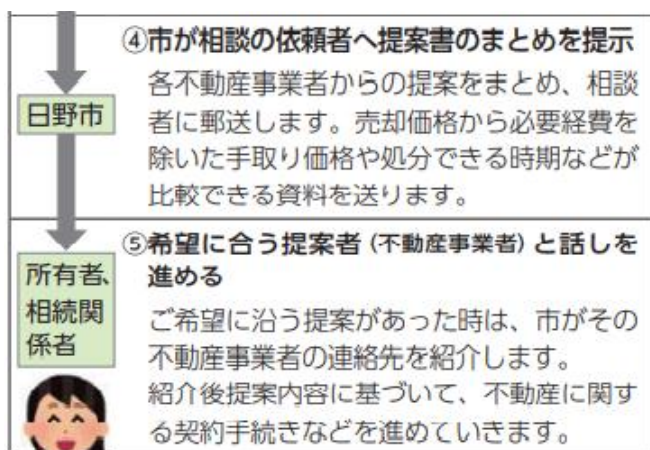 ④市が相談の依頼者へ提案書のまとめを提示
各不動産事業者からの提案をまとめ、相談
者に郵送します。売却価格から必要経費を
除いた手取り価格や処分できる時期などが
比較できる資料を送ります。
日野市
⑤希望に合う提案者(不動産事業者)と話しを
進める
ご希望に沿う提案があった時は、市がその
不動産事業者の連絡先を紹介します。
紹介後提案内容に基づいて、不動産に関す
る契約手続きなどを進めていきます。
所有者、
相続関
係者